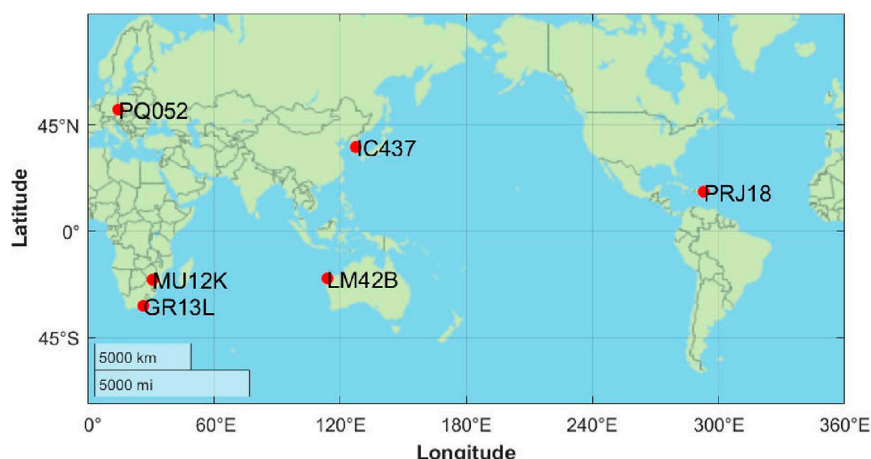 PQ052
45°N
IC437
PRJ18
Latitude
0°
MU12K
LM42B
GR13L
45°S
5000 km
5000 mi
0° 60°E 120°E 180°E 240°E 300°E 360°E
Longitude